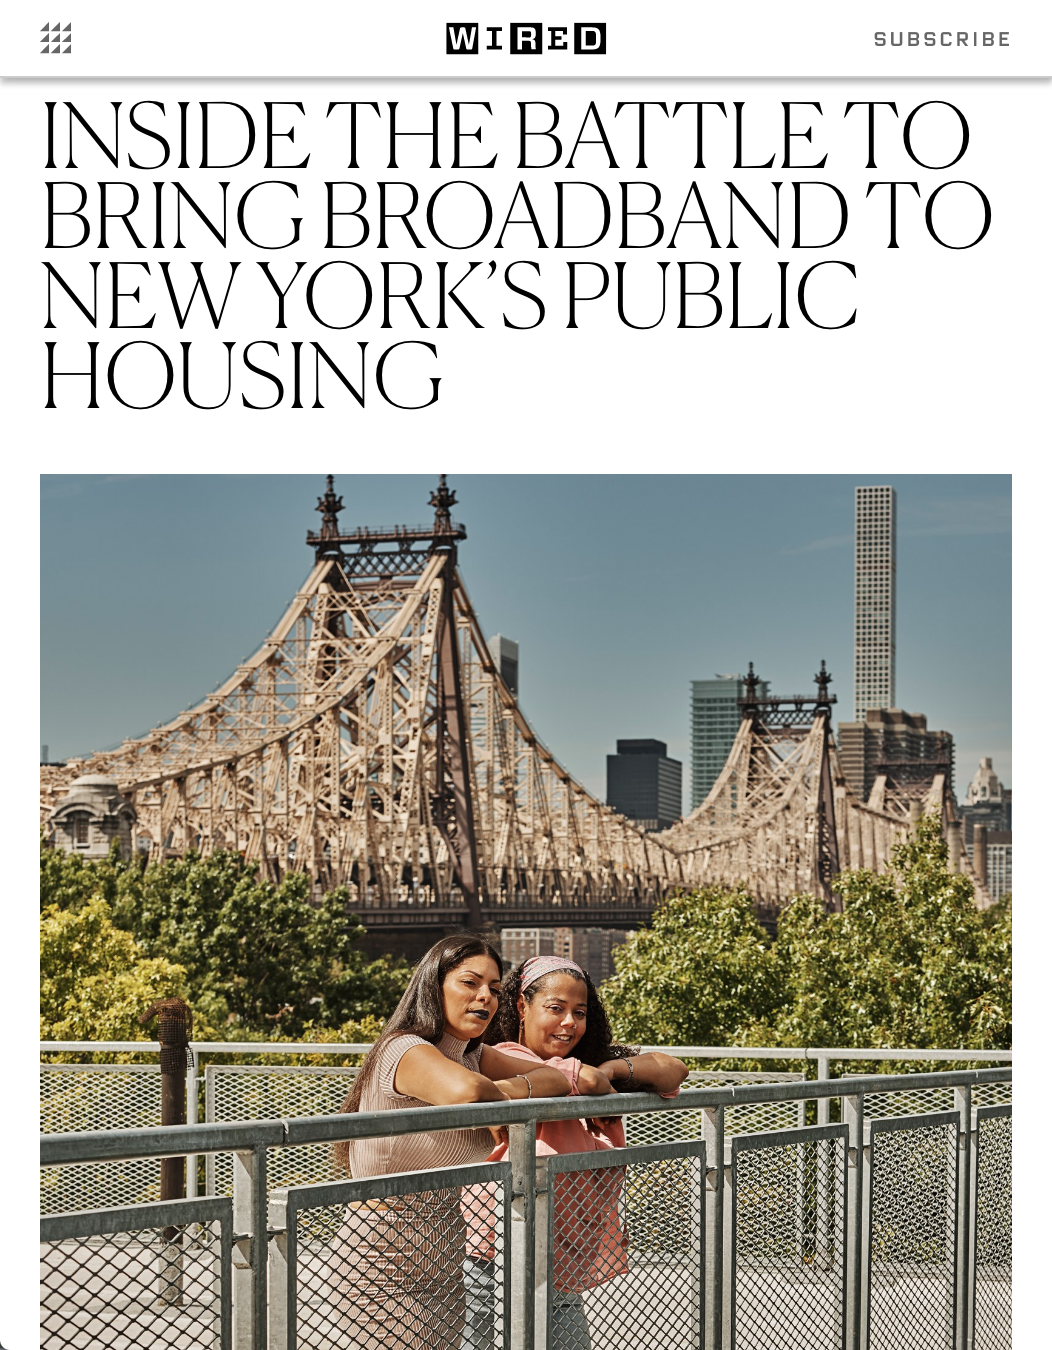 WIRED
SUBSCRIBE
INSIDE THE BATTLE TO
BRING BROADBAND TO
NEW YORK’S PUBLIC
HOUSING